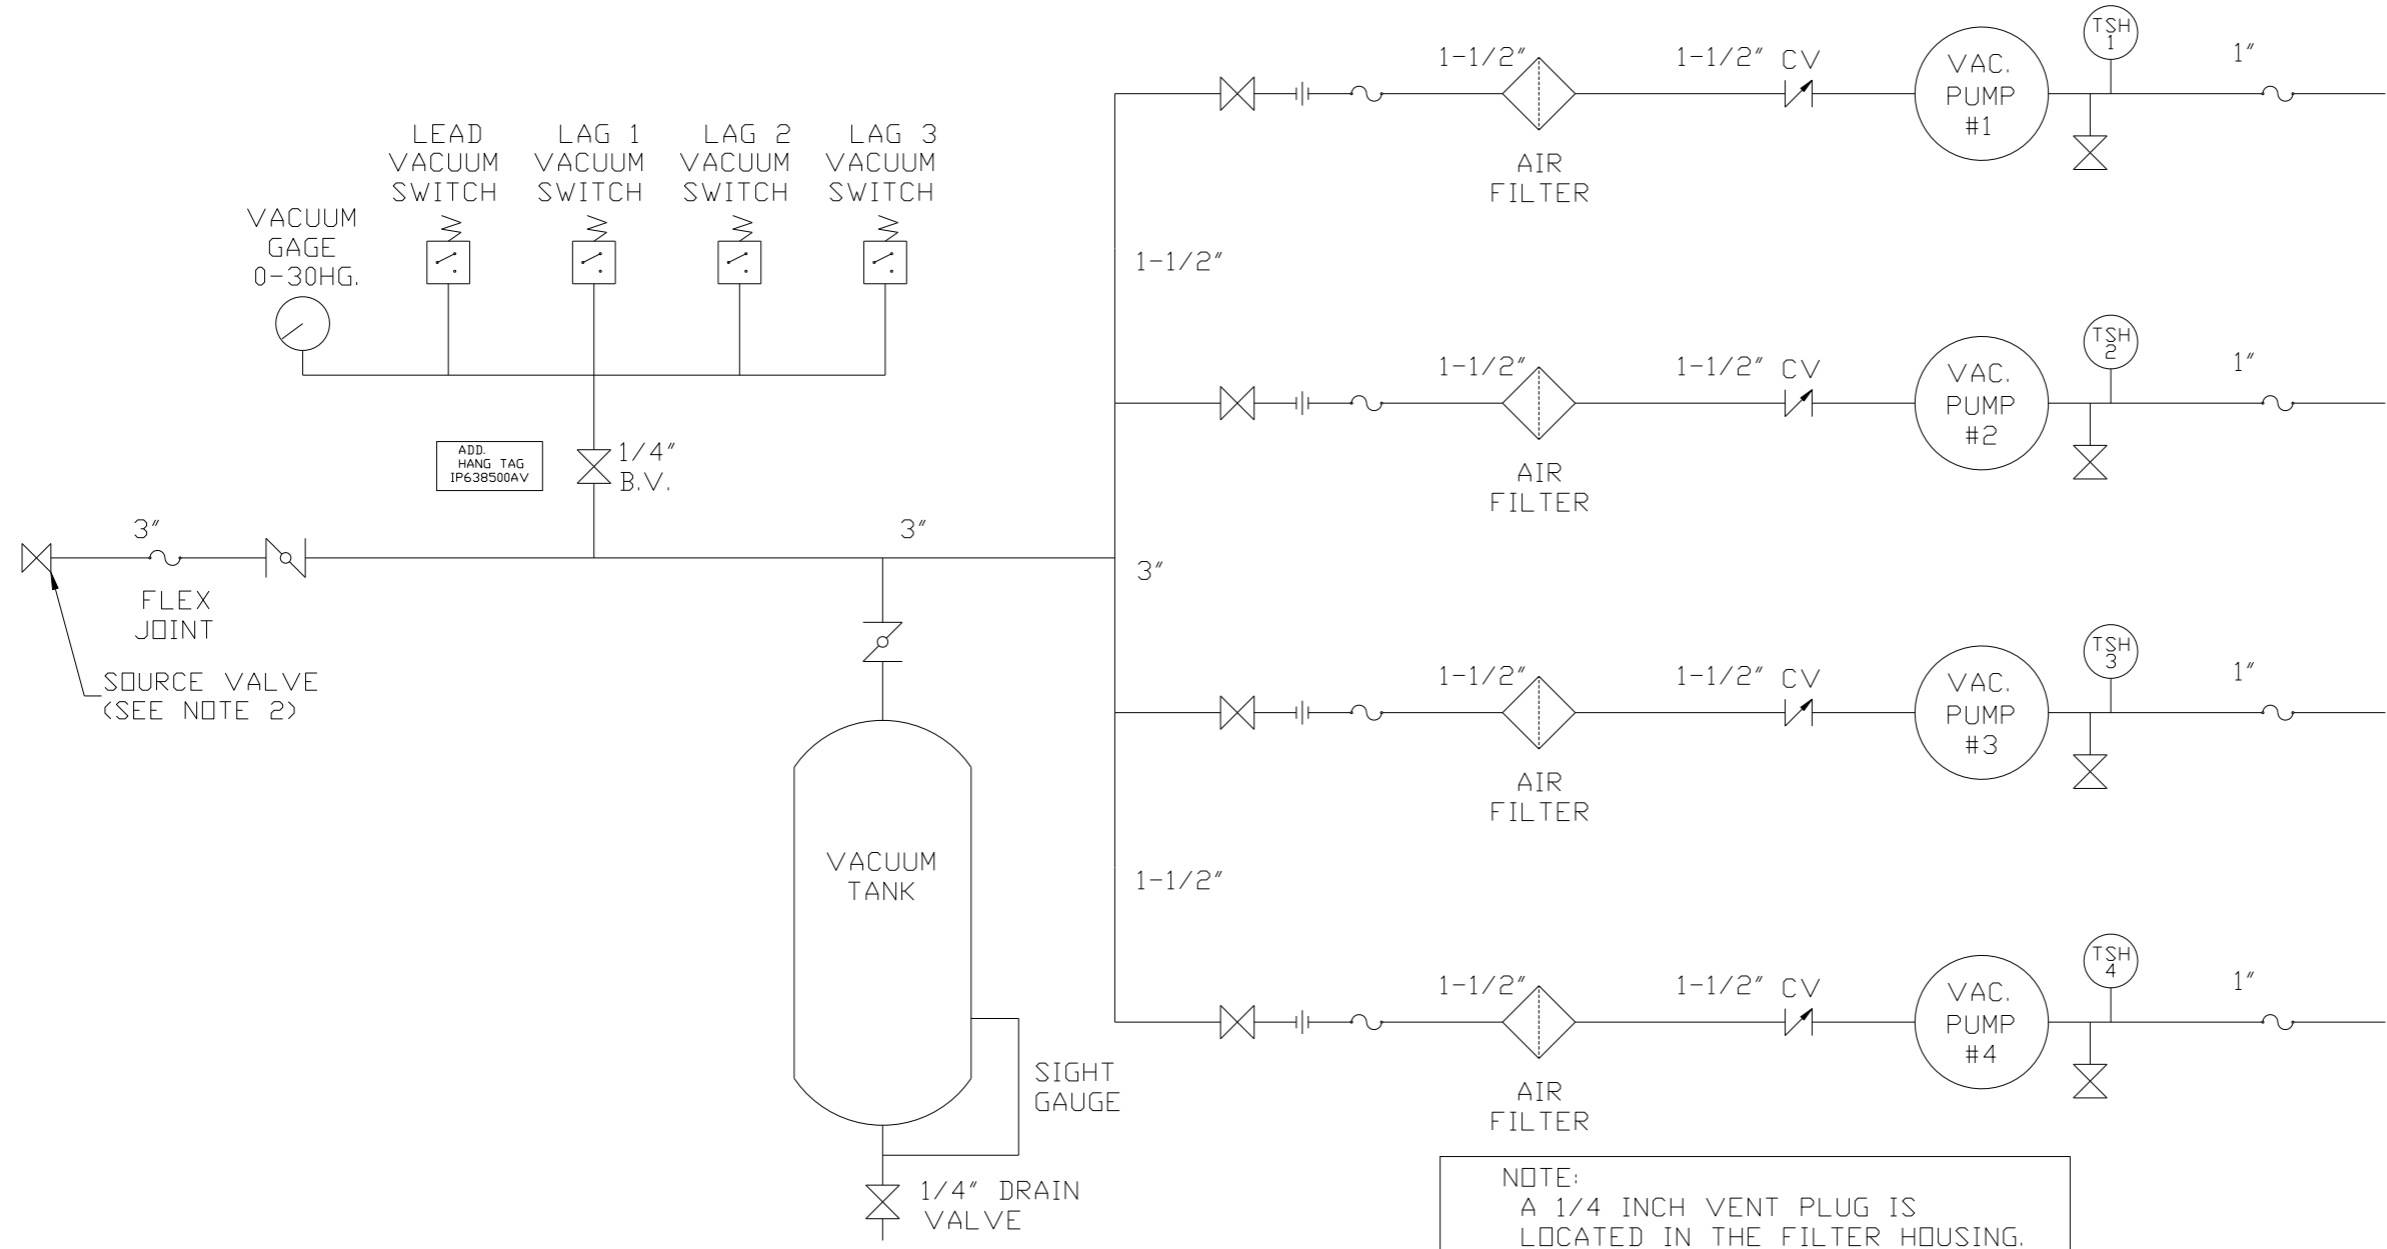 LEAD
VACUUM
SWITCH
LAG 1
VACUUM
SWITCH
LAG 2
VACUUM
SWITCH
LAG 3
VACUUM
SWITCH
VACUUM
GAGE
0-30HG.
ADD.
HANG TAG
IP638500AV
1/4"
B.V.
3"
FLEX
JOINT
SOURCE VALVE
(SEE NOTE 2)
3"
3"
1-1/2"
1-1/2"
VACUUM
TANK
SIGHT
GAUGE
1/4" DRAIN
VALVE
1-1/2"
AIR
FILTER
1-1/2" CV
VAC.
PUMP
#1
TSH
1
1"
1-1/2"
AIR
FILTER
1-1/2" CV
VAC.
PUMP
#2
TSH
2
1"
1-1/2"
AIR
FILTER
1-1/2" CV
VAC.
PUMP
#3
TSH
3
1"
1-1/2"
AIR
FILTER
1-1/2" CV
VAC.
PUMP
#4
TSH
4
1"
NOTE:
A 1/4 INCH VENT PLUG IS
LOCATED IN THE FILTER HOUSING.